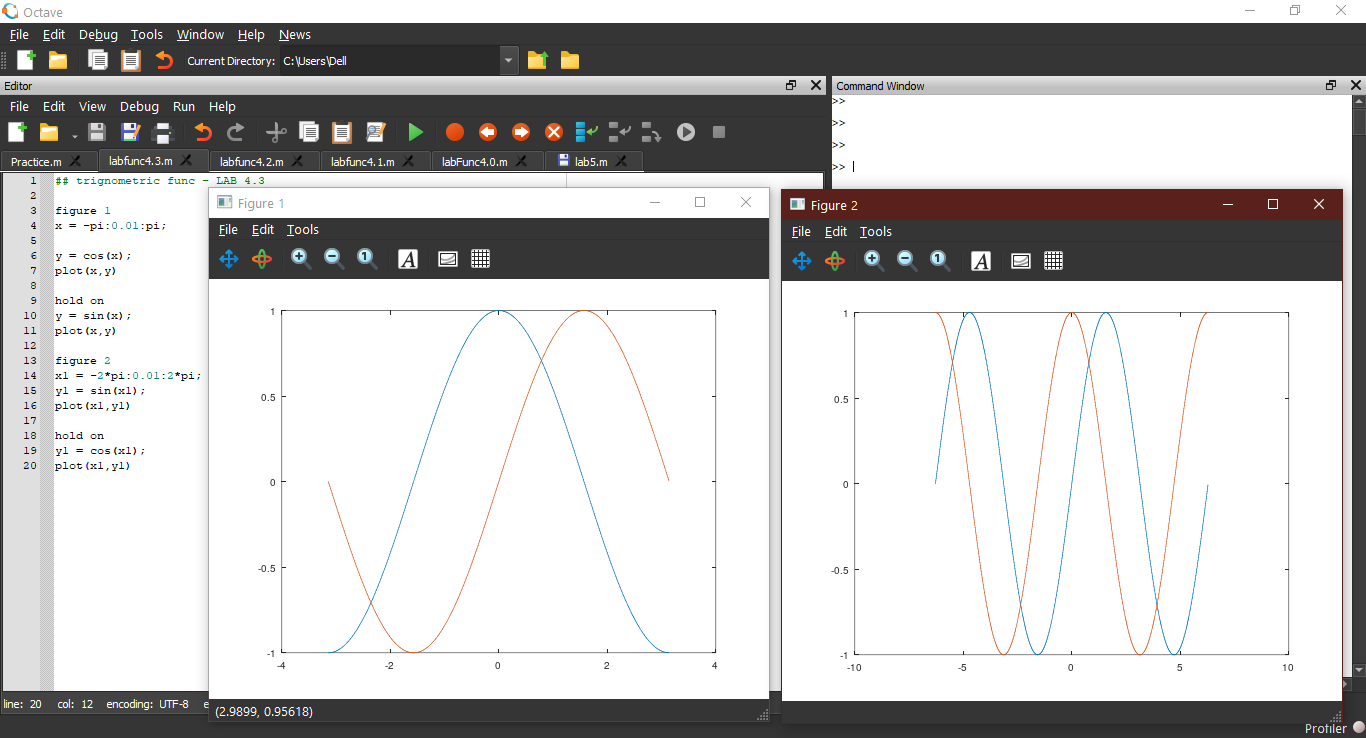 Octave
File Edit Debug Tools Window Help News
Current Directory: C:\Users\Dell
Editor
File Edit View Debug Run Help
Practice.m labfunc4.3.m labfunc4.2.m labfunc4.1.m labFunc4.0.m lab5.m
1 ## trignometric func - LAB 4.3
2
3 figure 1
4 x = -pi:0.01:pi;
5
6 y = cos(x);
7 plot(x,y)
8
9 hold on
10 y = sin(x);
11 plot(x,y)
12
13 figure 2
14 x1 = -2*pi:0.01:2*pi;
15 y1 = sin(x1);
16 plot(x1,y1)
17
18 hold on
19 y1 = cos(x1);
20 plot(x1,y1)
line: 20 col: 12 encoding: UTF-8 e
Figure 1
File Edit Tools
1
0.5
0
-0.5
-1
-4 -2 0 2 4
(2.9899, 0.95618)
Command Window
>>
>>
>>
>>
Figure 2
File Edit Tools
1
0.5
0
-0.5
-1
-10 -5 0 5 10
Profiler